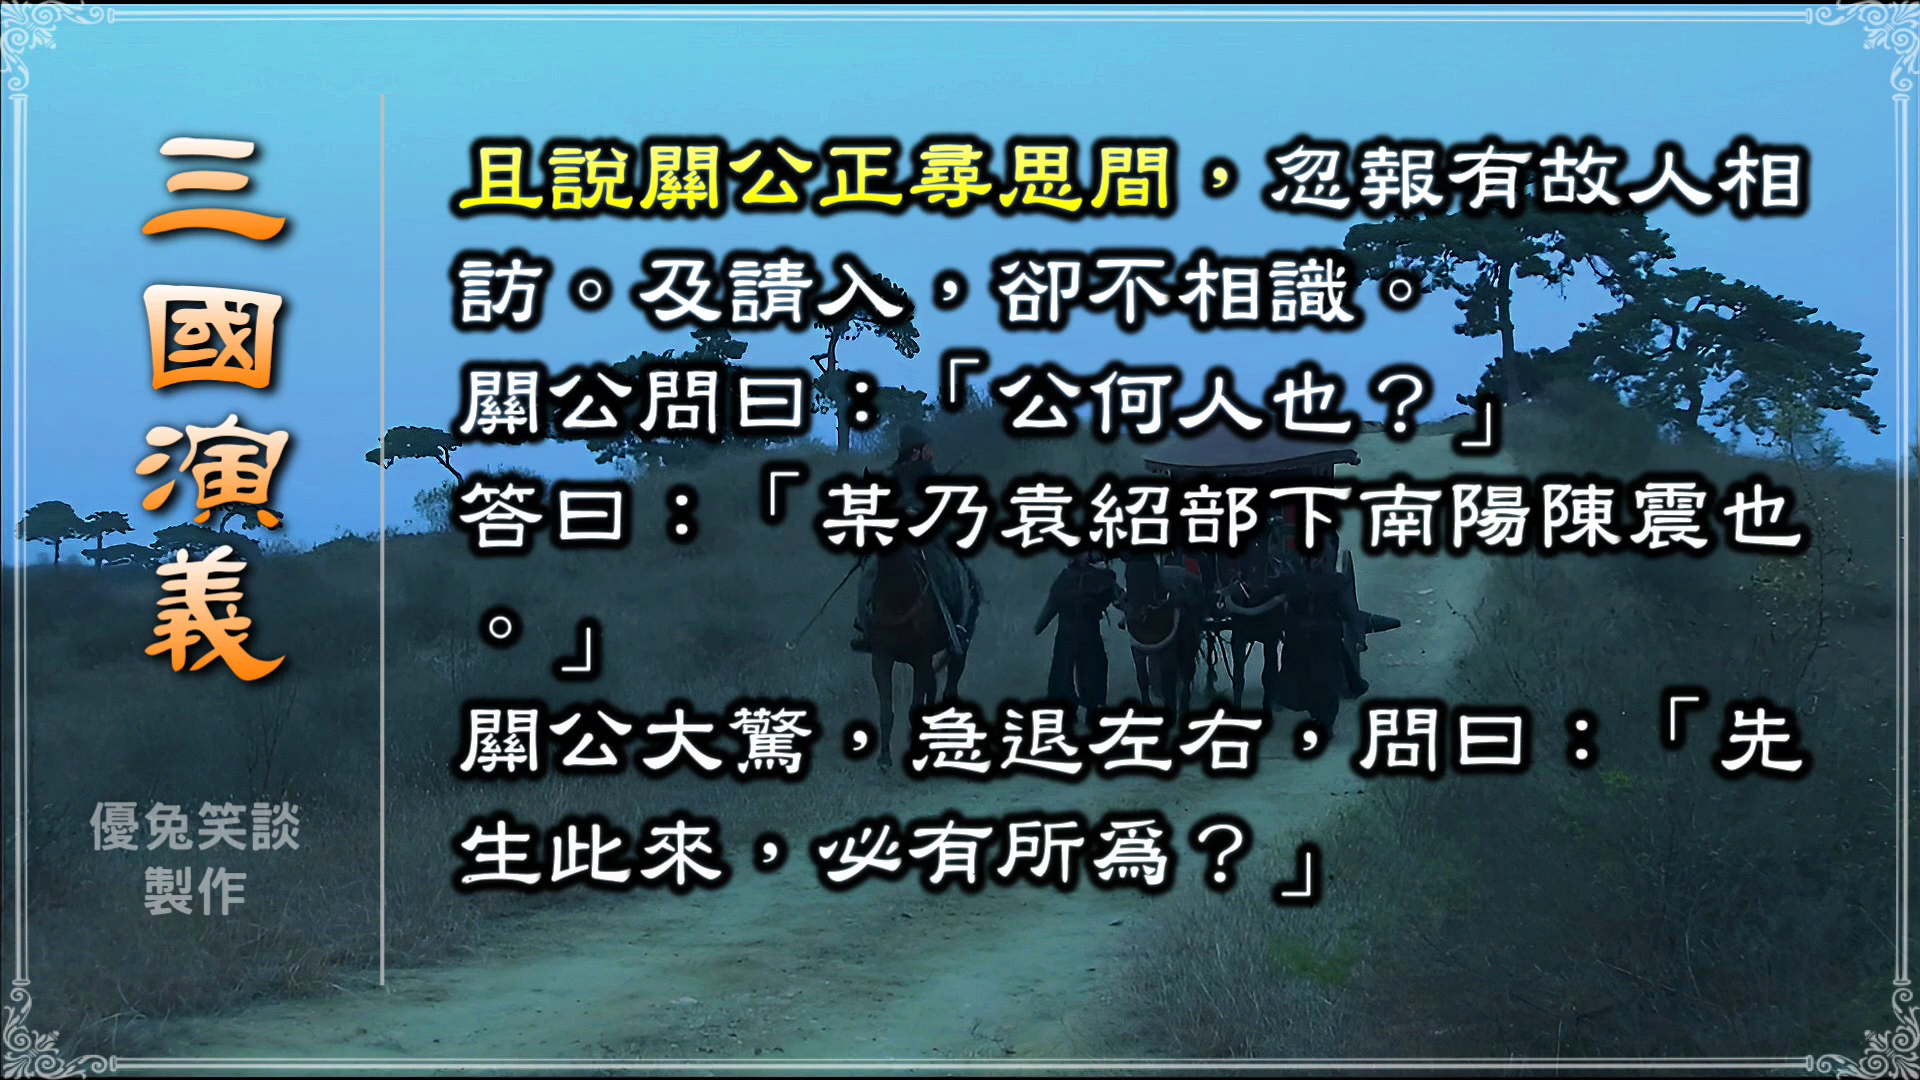 三國演義
優兔笑談
製作
且說關公正尋思間，忽報有故人相
訪。及請入，卻不相識。
關公問曰：「公何人也？」
答曰：「某乃袁紹部下南陽陳震也
。」
關公大驚，急退左右，問曰：「先
生此來，必有所為？」